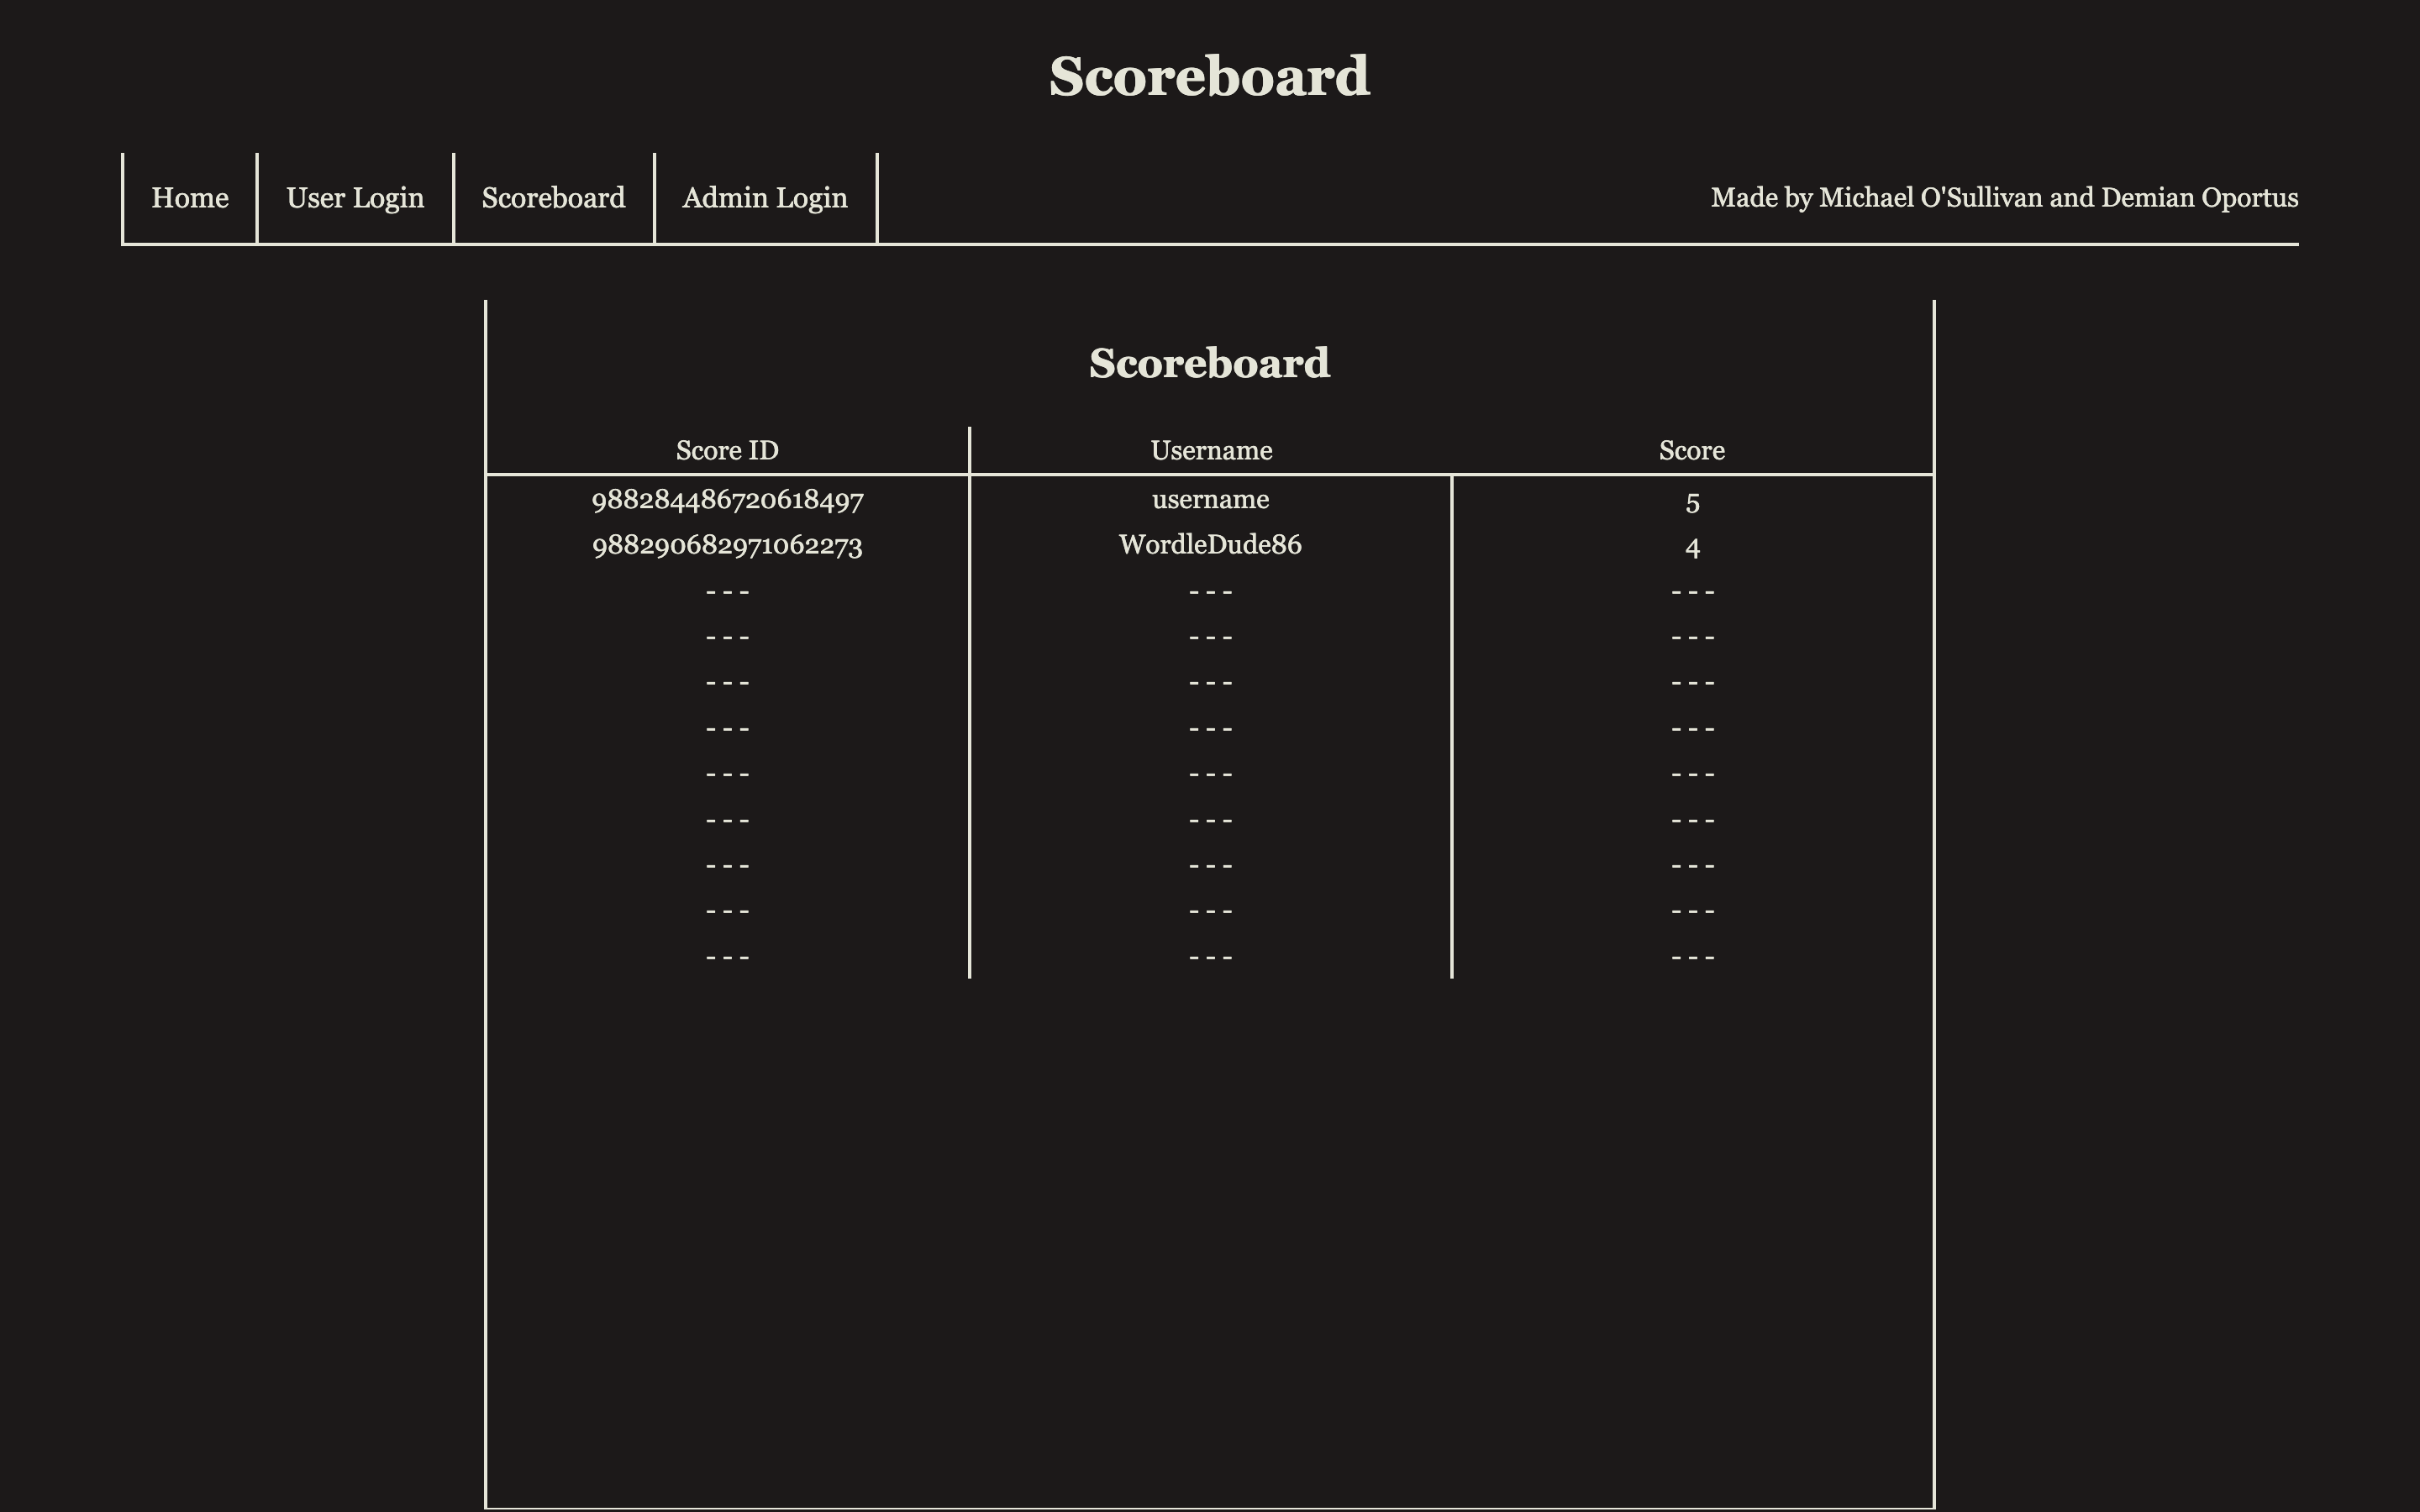 Scoreboard
Home User Login Scoreboard Admin Login Made by Michael O'Sullivan and Demian Oportus
Scoreboard
Score ID Username Score
988284486720618497 username 5
988290682971062273 WordleDude86 4
--- --- ---
--- --- ---
--- --- ---
--- --- ---
--- --- ---
--- --- ---
--- --- ---
--- --- ---
--- --- ---